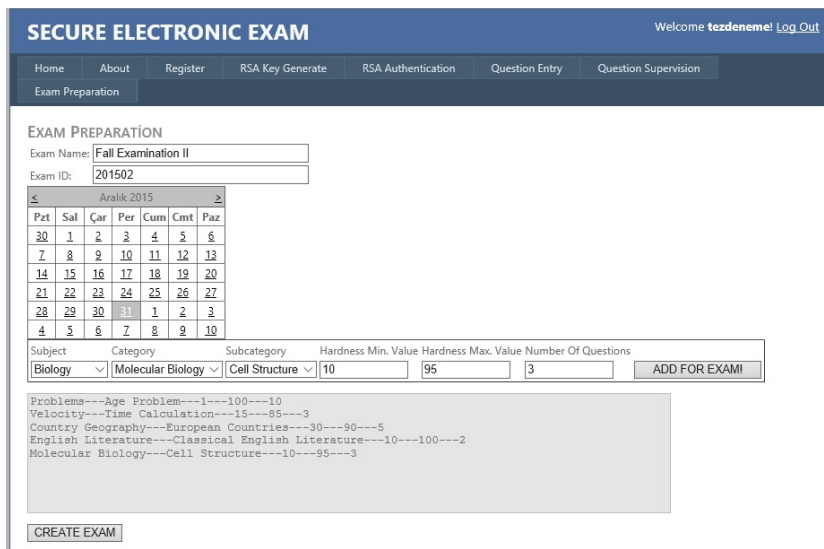 SECURE ELECTRONIC EXAM
Welcome tezdeneme! Log Out
Home About Register RSA Key Generate RSA Authentication Question Entry Question Supervision
Exam Preparation
EXAM PREPARATİON
Exam Name: Fall Examination II
Exam ID: 201502
< Aralık 2015 >
Pzt Sal Çar Per Cum Cmt Paz
30 1 2 3 4 5 6
7 8 9 10 11 12 13
14 15 16 17 18 19 20
21 22 23 24 25 26 27
28 29 30 31 1 2 3
4 5 6 7 8 9 10
Subject Category Subcategory Hardness Min. Value Hardness Max. Value Number Of Questions
Biology Molecular Biology Cell Structure 10 95 3 ADD FOR EXAM!
Problems---Age Problem---1---100---10
Velocity---Time Calculation---15---85---3
Country Geography---European Countries---30---90---5
English Literature---Classical English Literature---10---100---2
Molecular Biology---Cell Structure---10---95---3
CREATE EXAM